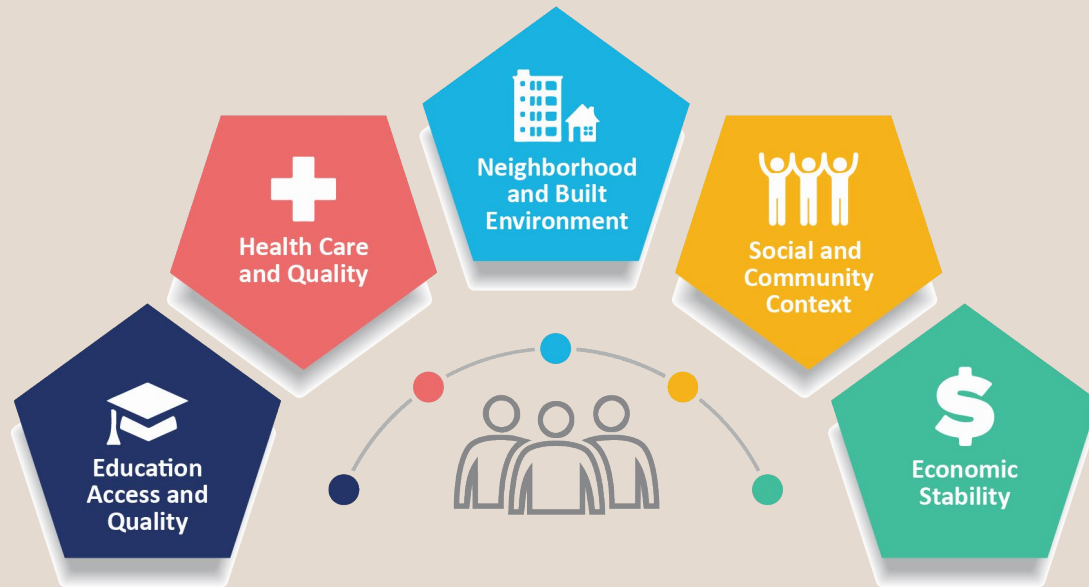 Neighborhood
and Built
Environment
Health Care
and Quality
Social and
Community
Context
Education
Access and
Quality
$
Economic
Stability